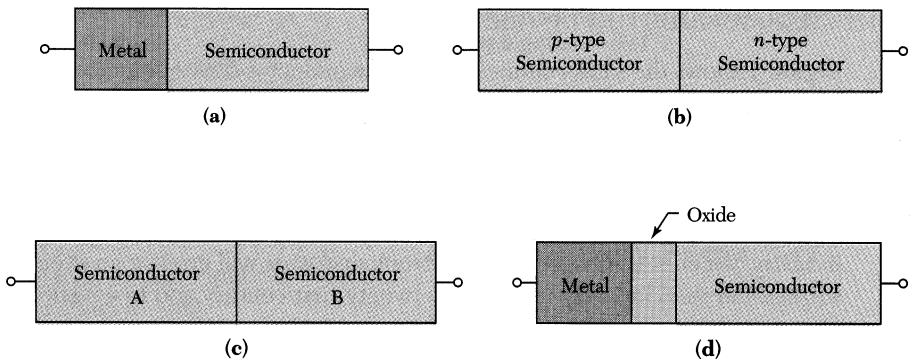 Metal
Semiconductor
(a)
p-type
Semiconductor
n-type
Semiconductor
(b)
Semiconductor
A
Semiconductor
B
(c)
Oxide
Metal
Semiconductor
(d)